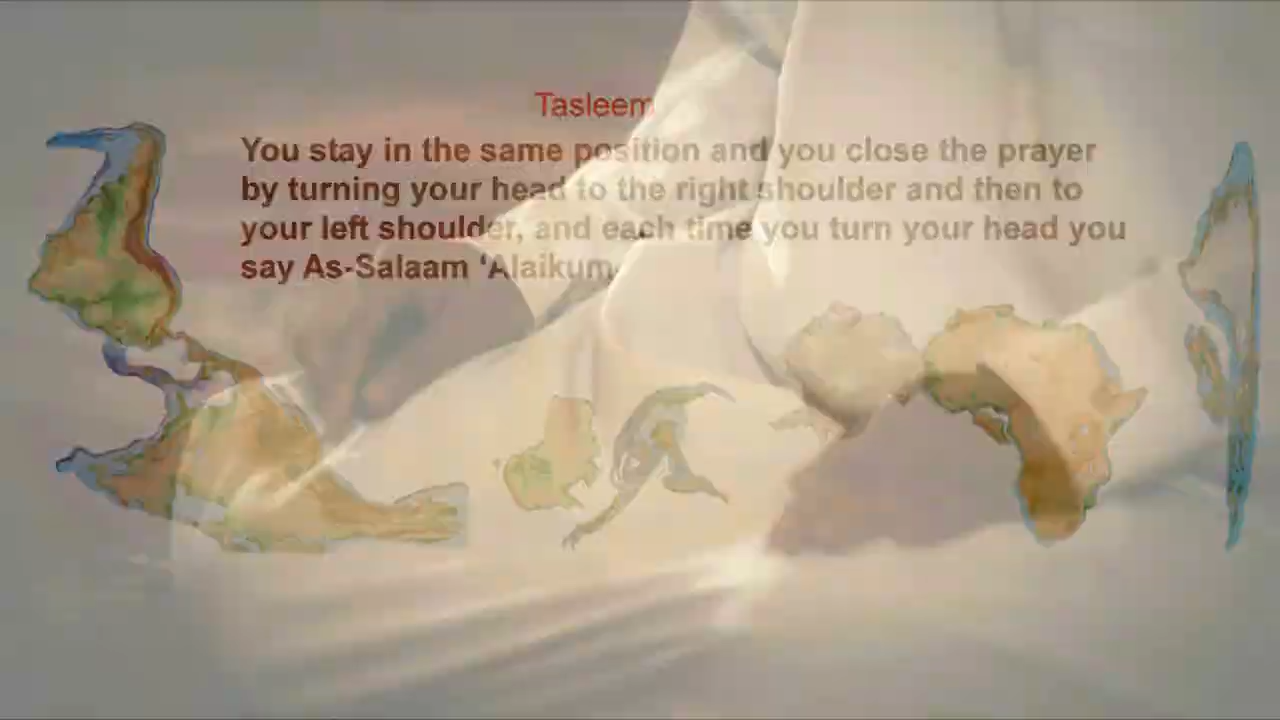 Tasleem
You stay in the same position and you close the prayer
by turning your head to the right shoulder and then to
your left shoulder, and each time you turn your head you
say As-Salaam ‘Alaikum.